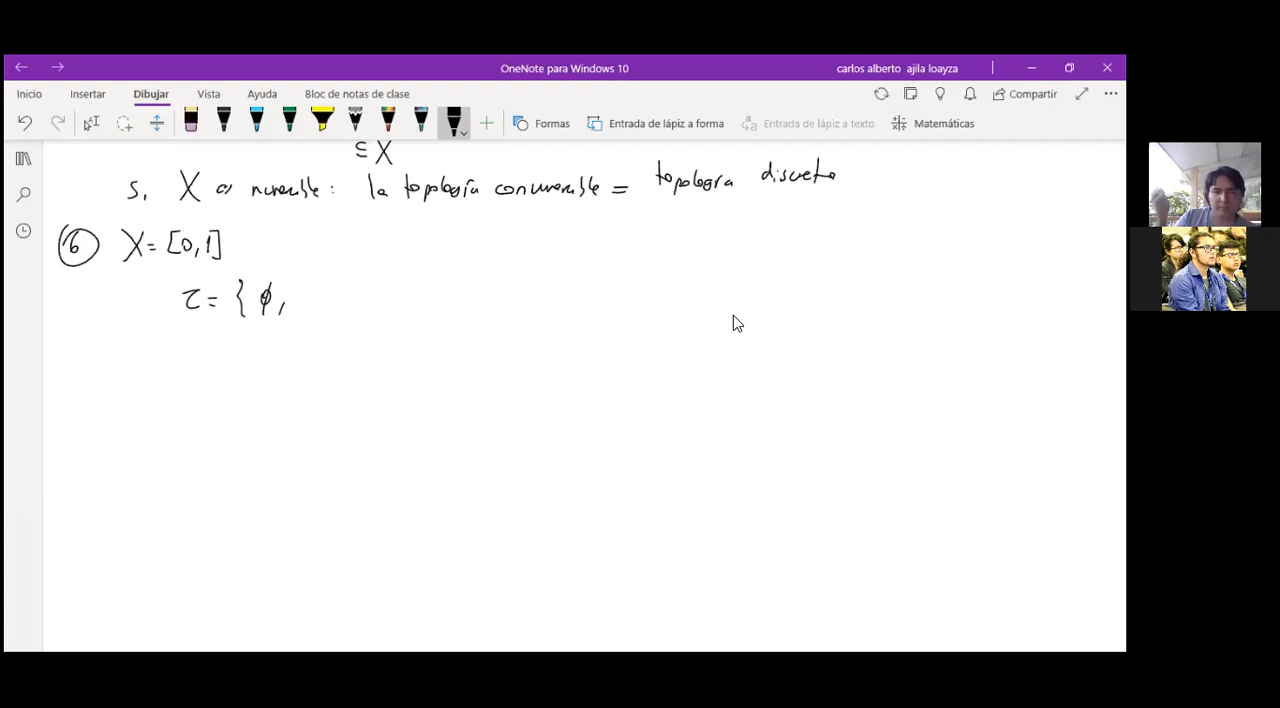 OneNote para Windows 10
carlos alberto ajila loayza
Inicio Insertar Dibujar Vista Ayuda Bloc de notas de clase
Compartir
Formas Entrada de lápiz a forma Entrada de lápiz a texto Matemáticas
⊆ X
si X es numerable: la topología conumerable = topología discreta
⑥ X = [0,1]
τ = { ϕ,